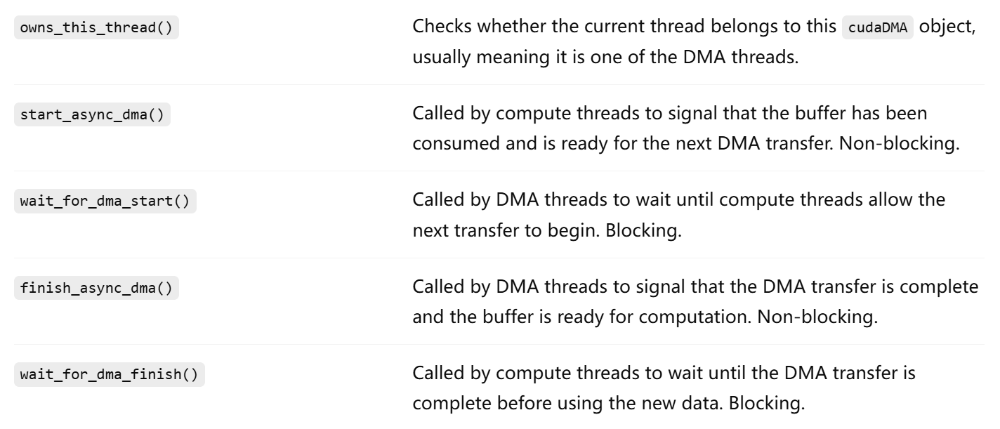 owns_this_thread() Checks whether the current thread belongs to this cudaDMA object,
usually meaning it is one of the DMA threads.
start_async_dma() Called by compute threads to signal that the buffer has been
consumed and is ready for the next DMA transfer. Non-blocking.
wait_for_dma_start() Called by DMA threads to wait until compute threads allow the
next transfer to begin. Blocking.
finish_async_dma() Called by DMA threads to signal that the DMA transfer is complete
and the buffer is ready for computation. Non-blocking.
wait_for_dma_finish() Called by compute threads to wait until the DMA transfer is
complete before using the new data. Blocking.